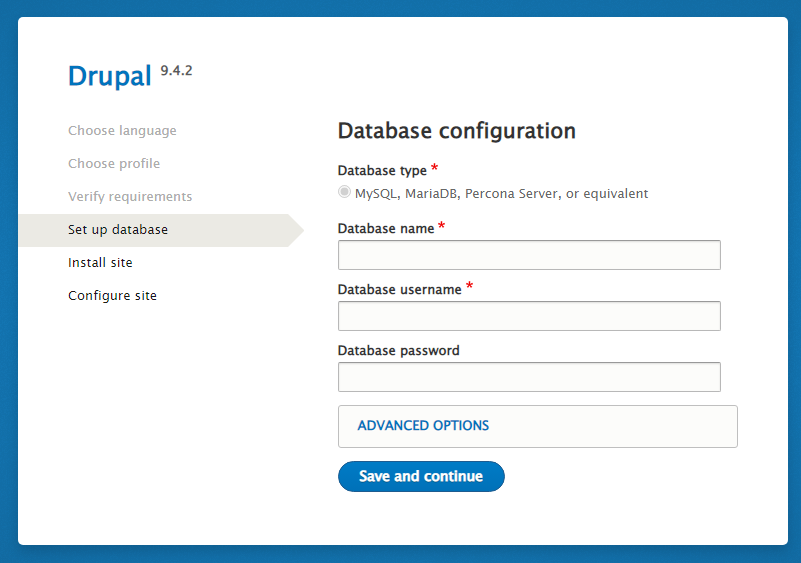 Drupal 9.4.2
Choose language
Choose profile
Verify requirements
Set up database
Install site
Configure site
Database configuration
Database type *
MySQL, MariaDB, Percona Server, or equivalent
Database name *
Database username *
Database password
ADVANCED OPTIONS
Save and continue